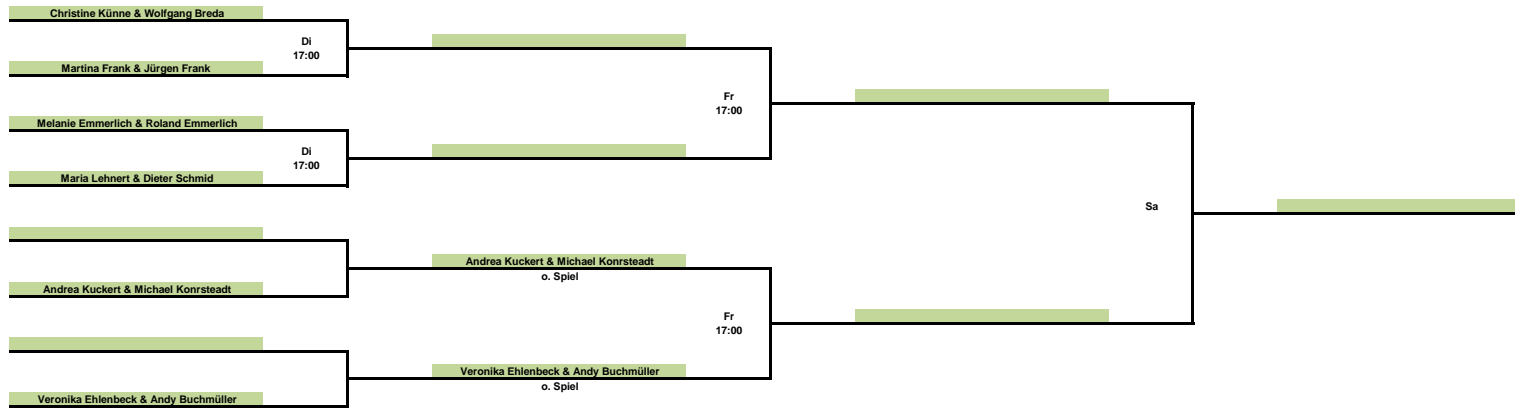 Christine Künne & Wolfgang Breda
Di
17:00
Martina Frank & Jürgen Frank
Fr
17:00
Melanie Emmerlich & Roland Emmerlich
Di
17:00
Maria Lehnert & Dieter Schmid
Sa
Andrea Kuckert & Michael Konrsteadt
o. Spiel
Andrea Kuckert & Michael Konrsteadt
Fr
17:00
Veronika Ehlenbeck & Andy Buchmüller
o. Spiel
Veronika Ehlenbeck & Andy Buchmüller